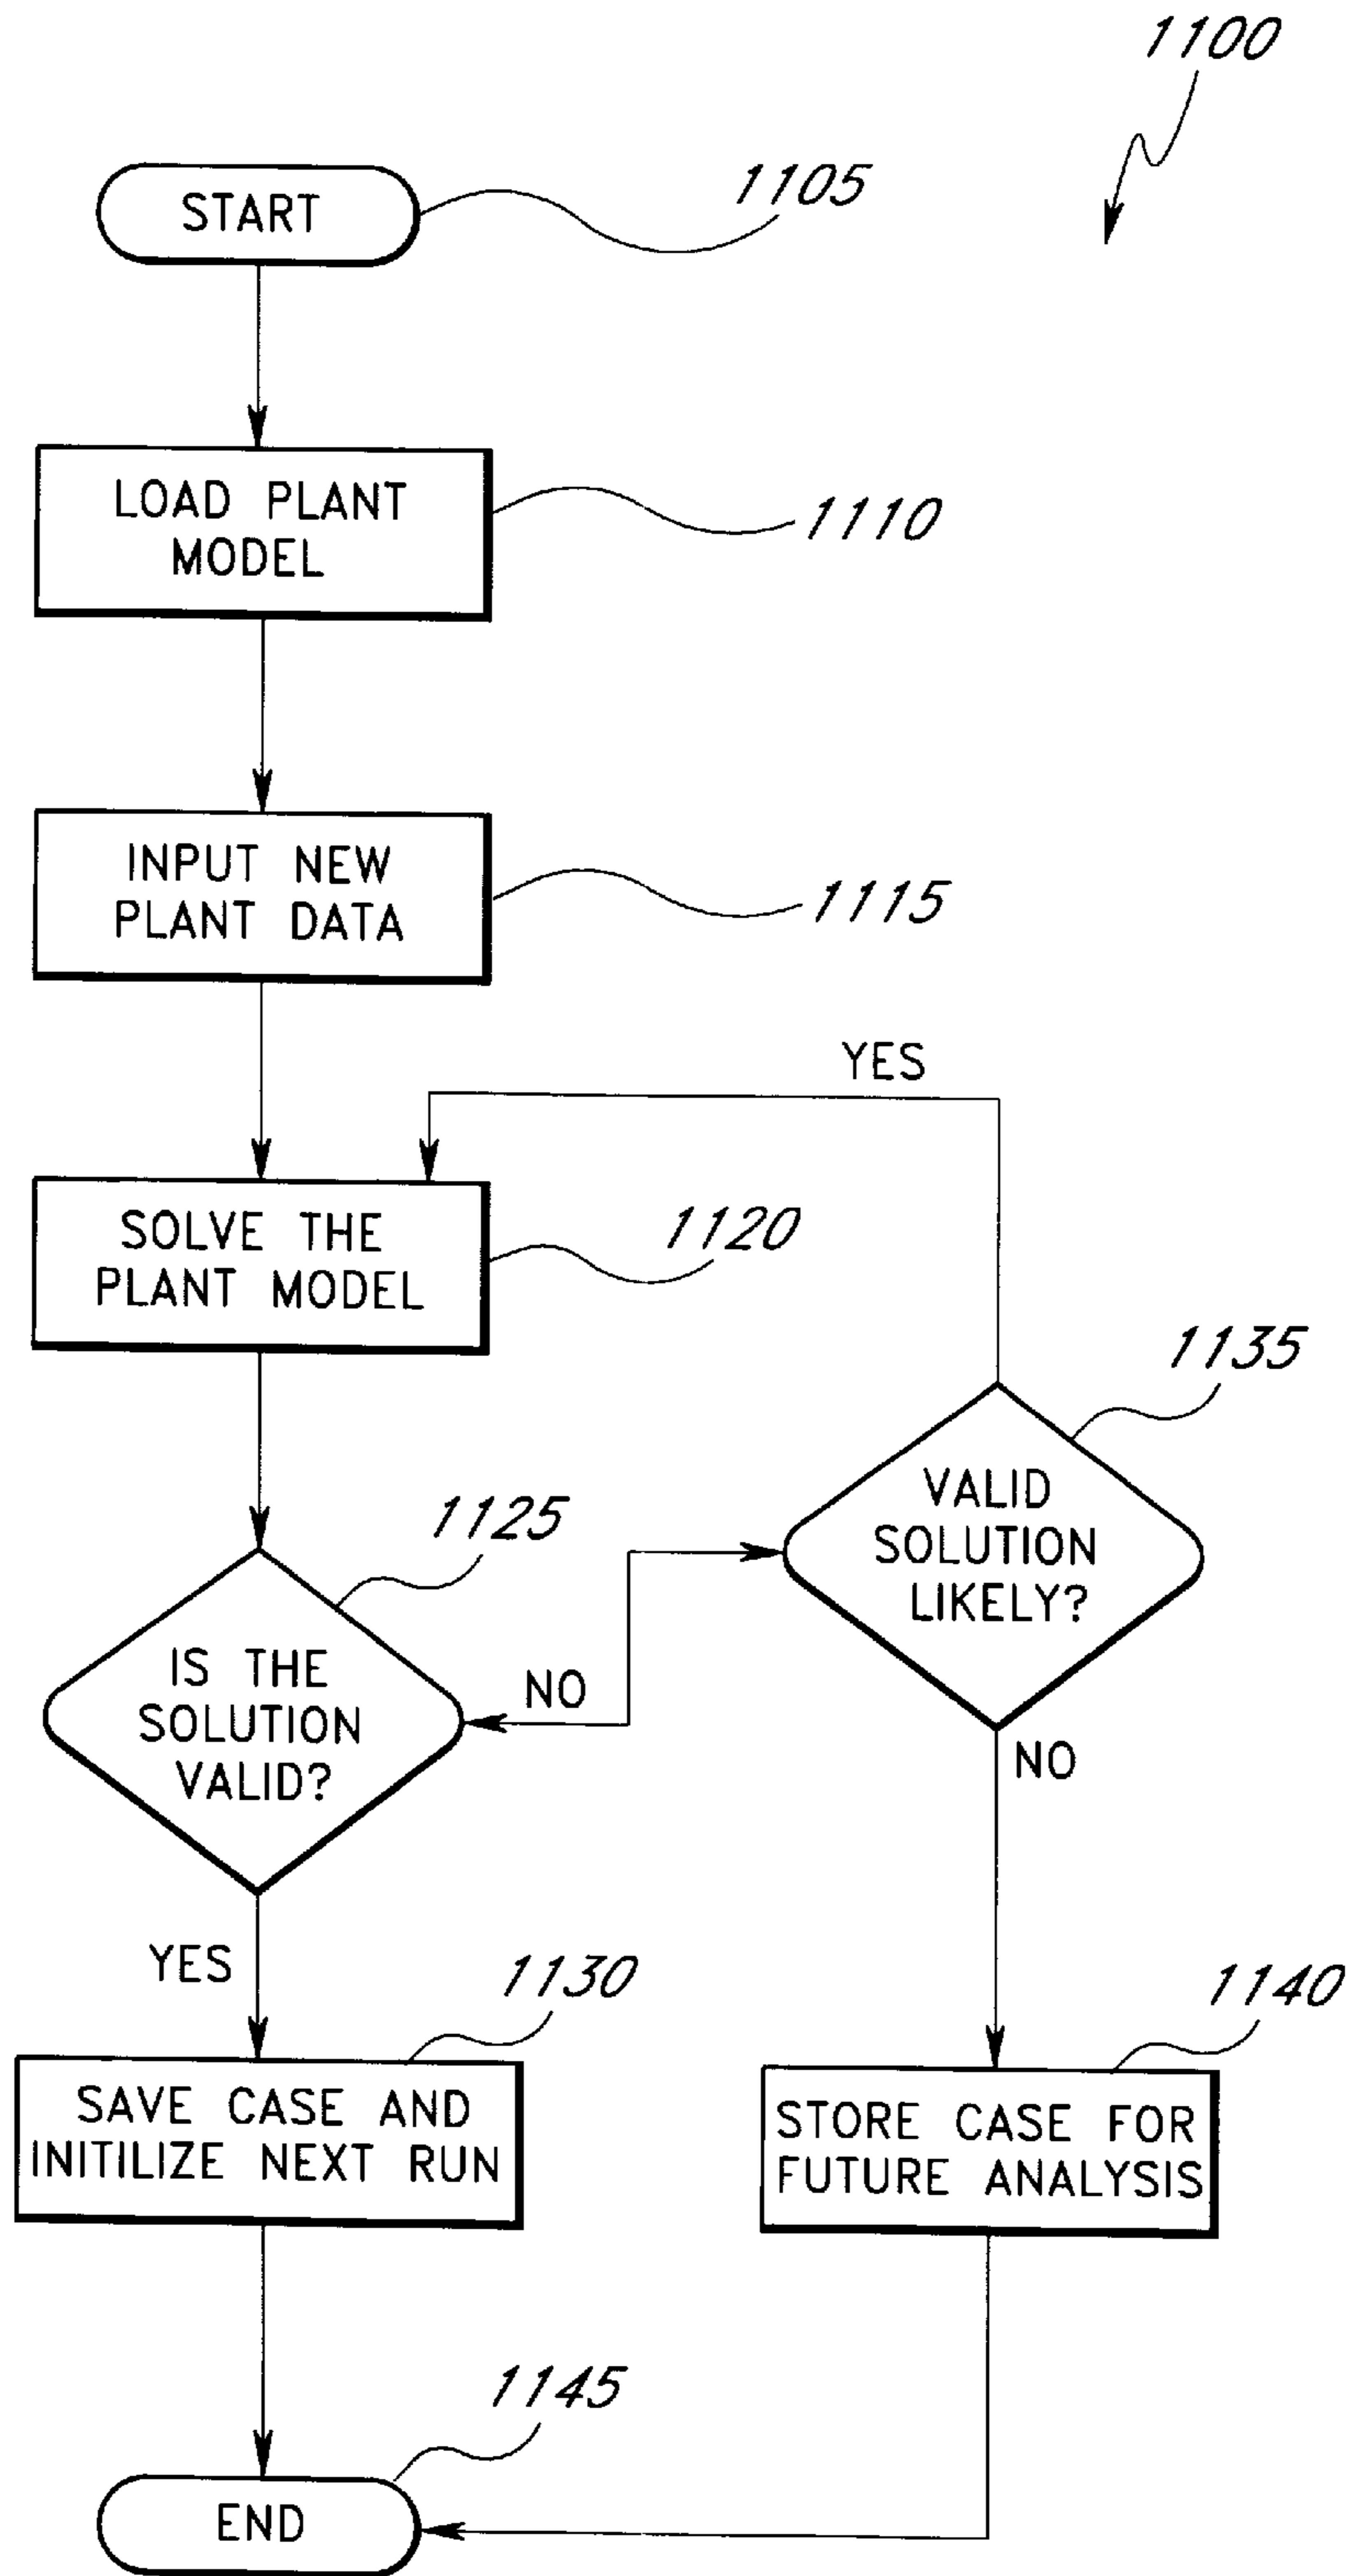 1100
START
1105
LOAD PLANT
MODEL
1110
INPUT NEW
PLANT DATA
1115
YES
SOLVE THE
PLANT MODEL
1120
1135
VALID
SOLUTION
LIKELY?
1125
IS THE
SOLUTION
VALID?
NO
NO
YES
1130
1140
SAVE CASE AND
INITILIZE NEXT RUN
STORE CASE FOR
FUTURE ANALYSIS
1145
END